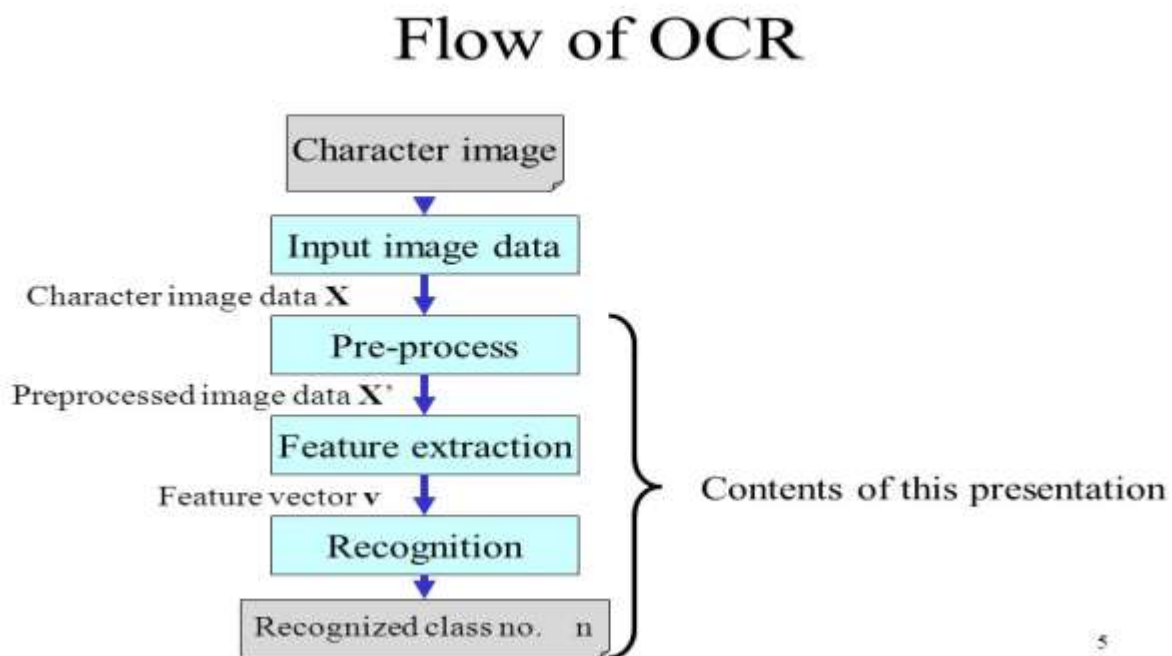 Flow of OCR
Character image
Input image data
Character image data X
Pre-process
Preprocessed image data X*
Feature extraction
Feature vector v
Contents of this presentation
Recognition
Recognized class no. n
5